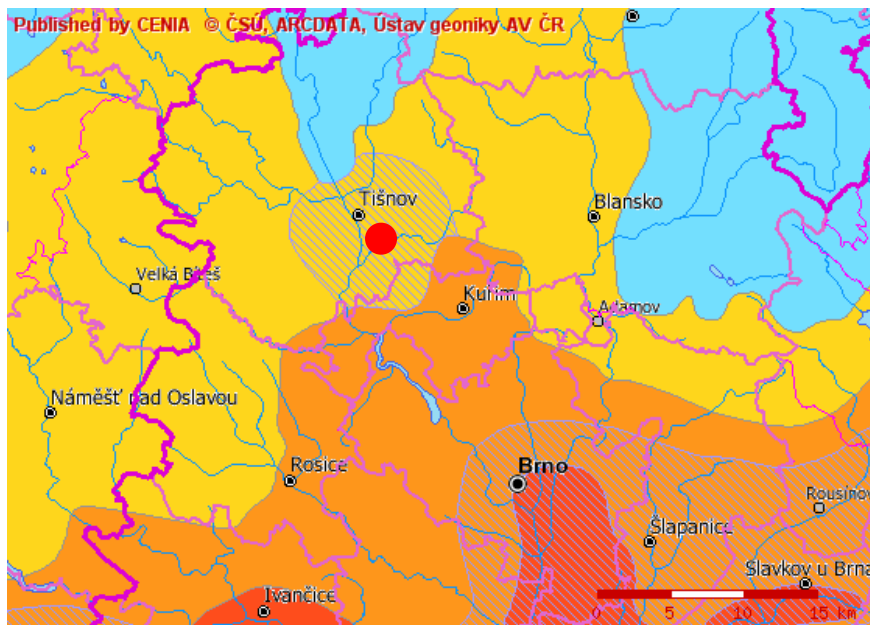 Published by CENIA © ČSÚ, ARCDATA, Ústav geoniky AV ČR
Tišnov
Blansko
Velká Bíteš
Kuřim
Adamov
Náměšť nad Oslavou
Rosice
Brno
Rousínov
Šlapanice
Slavkov u Brna
Ivančice
0 5 10 15 km